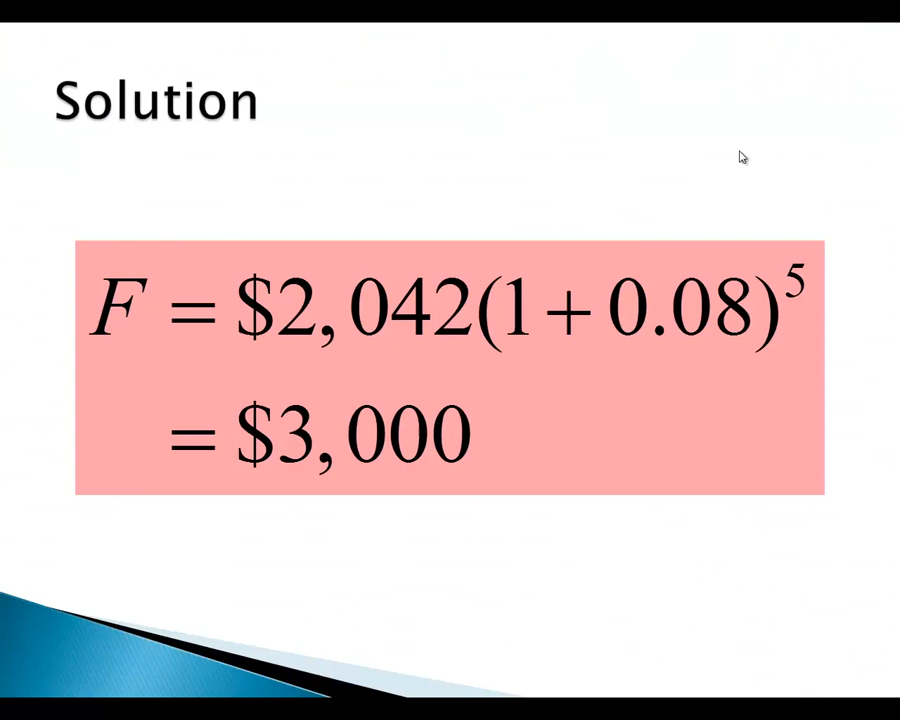 Solution
F = $2,042(1 + 0.08)^5
= $3,000